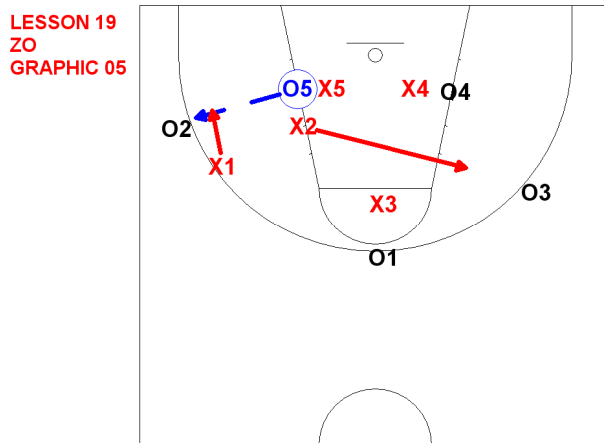 LESSON 19
ZO
GRAPHIC 05
O5 X5 X4 O4
O2 X2
X1
X3 O3
O1